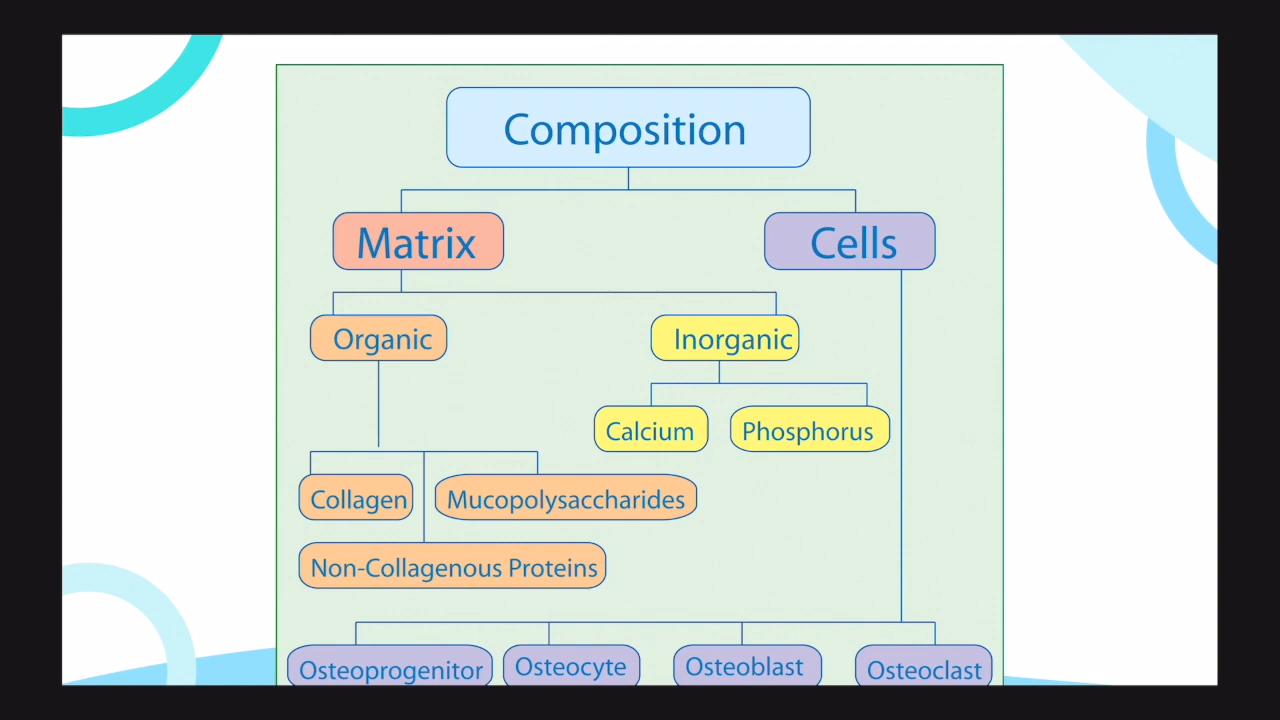 Composition
Matrix
Cells
Organic
Inorganic
Calcium
Phosphorus
Collagen
Mucopolysaccharides
Non-Collagenous Proteins
Osteoprogenitor
Osteocyte
Osteoblast
Osteoclast